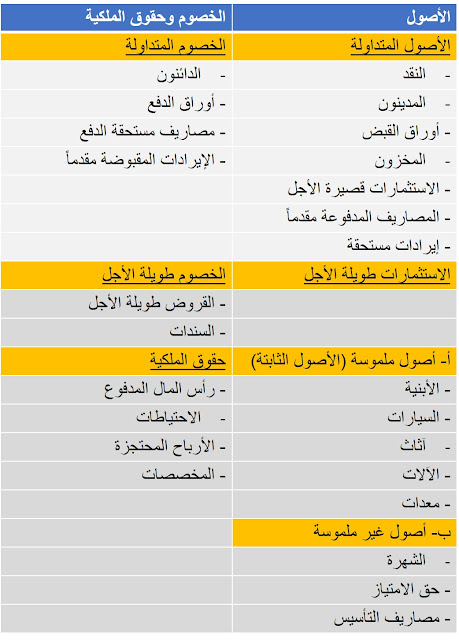 الأصول
الخصوم وحقوق الملكية
الأصول المتداولة
الخصوم المتداولة
- النقد
- الدائنون
- المدينون
- أوراق الدفع
- أوراق القبض
- مصاريف مستحقة الدفع
- المخزون
- الإيرادات المقبوضة مقدماً
- الاستثمارات قصيرة الأجل
- المصاريف المدفوعة مقدماً
- إيرادات مستحقة
الاستثمارات طويلة الأجل
الخصوم طويلة الأجل
- القروض طويلة الأجل
- السندات
أ- أصول ملموسة (الأصول الثابتة)
حقوق الملكية
- الأبنية
- رأس المال المدفوع
- السيارات
- الاحتياطات
- آثاث
- الأرباح المحتجزة
- الآلات
- المخصصات
- معدات
ب- أصول غير ملموسة
- الشهرة
- حق الامتياز
- مصاريف التأسيس